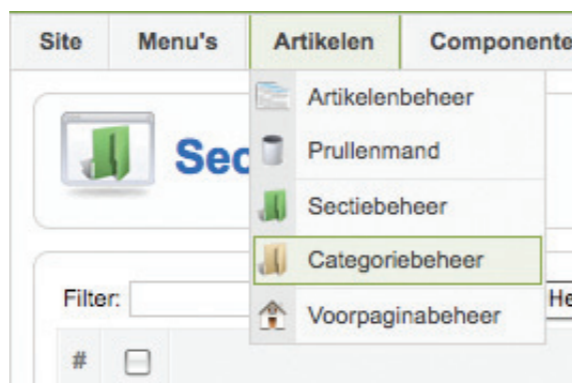 Site Menu's Artikelen Componente
Artikelenbeheer
Sec Prullenmand
Sectiebeheer
Categoriebeheer
Filter: He
Voorpaginabeheer
#